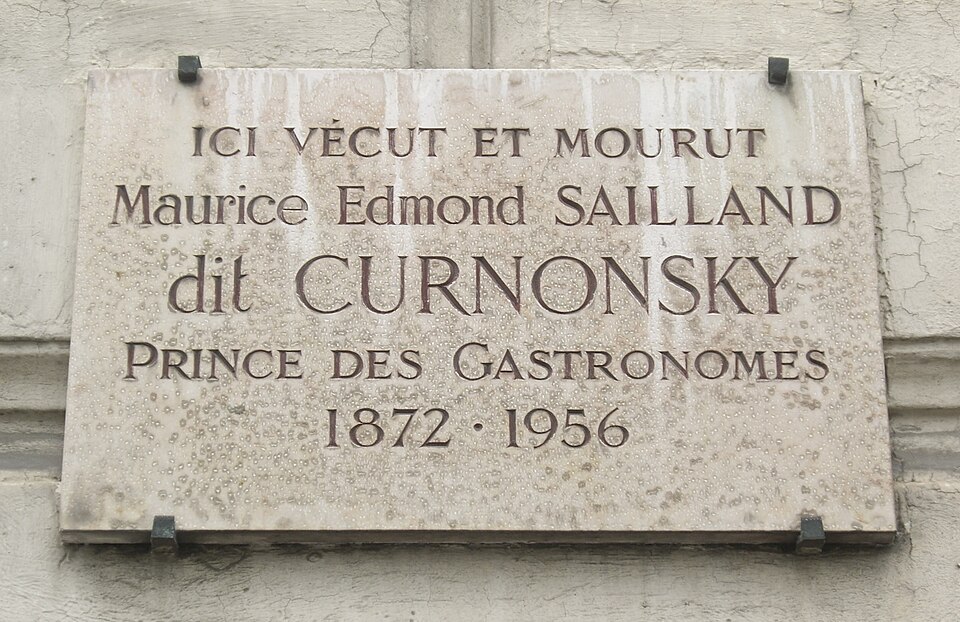 ICI VÉCUT ET MOURUT
Maurice Edmond SAILLAND
dit CURNONSKY
PRINCE DES GASTRONOMES
1872 · 1956